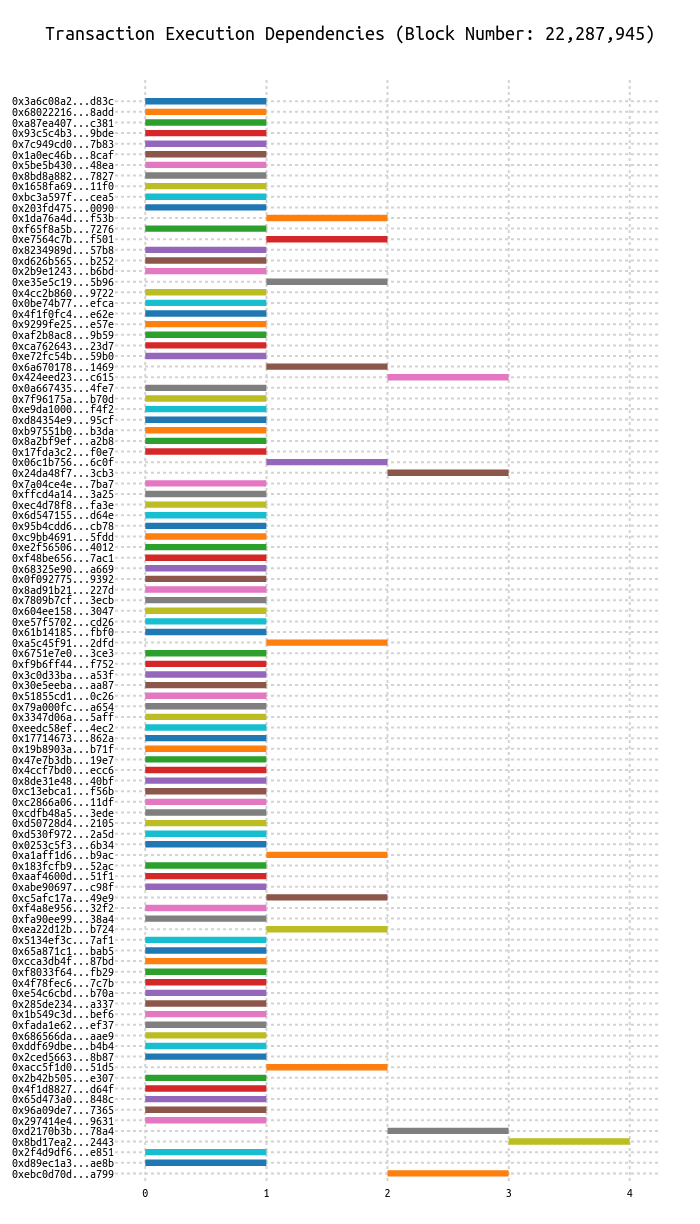 Transaction Execution Dependencies (Block Number: 22,287,945)
0x3a6c08a2...d83c
0x68022216...8add
0xa87ea407...c381
0x93c5c4b3...9bde
0x7c949cd0...7b83
0x1a0ec46b...8caf
0x5be5b430...48ea
0x8bd8a882...7827
0x1658fa69...11f0
0xbc3a597f...cea5
0x203fd475...0090
0x1da76a4d...f53b
0xf65f8a5b...7276
0xe7564c7b...f501
0x8234989d...57b8
0xd626b565...b252
0x2b9e1243...b6bd
0xe35e5c19...5b96
0x4cc2b860...9722
0x0be74b77...efca
0x4f1f0fc4...e62e
0x9299fe25...e57e
0xaf2b8ac8...9b59
0xca762643...23d7
0xe72fc54b...59b0
0x6a670178...1469
0x424eed23...c615
0x0a667435...4fe7
0x7f96175a...b70d
0xe9da1000...f4f2
0xd84354e9...95cf
0xb97551b0...b3da
0x8a2bf9ef...a2b8
0x17fda3c2...f0e7
0x06c1b756...6c0f
0x24da48f7...3cb3
0x7a04ce4e...7ba7
0xffcd4a14...3a25
0xec4d78f8...fa3e
0x6d547155...d64e
0x95b4cdd6...cb78
0xc9bb4691...5fdd
0xe2f56506...4012
0xf48be656...7ac1
0x68325e90...a669
0x0f092775...9392
0x8ad91b21...227d
0x7809b7cf...3ecb
0x604ee158...3047
0xe57f5702...cd26
0x61b14185...fbf0
0xa5c45f91...2dfd
0x6751e7e0...3ce3
0xf9b6ff44...f752
0x3c0d33ba...a53f
0x30e5eeba...aa87
0x51855cd1...0c26
0x79a000fc...a654
0x3347d06a...5aff
0xeedc58ef...4ec2
0x17714673...862a
0x19b8903a...b71f
0x47e7b3db...19e7
0x4ccf7bd0...ecc6
0x8de31e48...40bf
0xc13ebca1...f56b
0xc2866a06...11df
0xcdfb48a5...3ede
0xd50728d4...2105
0xd530f972...2a5d
0x0253c5f3...6b34
0xa1aff1d6...b9ac
0x183fcfb9...52ac
0xaaf4600d...51f1
0xabe90697...c98f
0xc5afc17a...49e9
0xf4a8e956...32f2
0xfa90ee99...38a4
0xea22d12b...b724
0x5134ef3c...7af1
0x65a871c1...bab5
0xcca3db4f...87bd
0xf8033f64...fb29
0x4f78fec6...7c7b
0xe54c6cbd...b70a
0x285de234...a337
0x1b549c3d...bef6
0xfada1e62...ef37
0x686566da...aae9
0xddf69dbe...b4b4
0x2ced5663...8b87
0xacc5f1d0...51d5
0x2b42b505...e307
0x4f1d8827...d64f
0x65d473a0...848c
0x96a09de7...7365
0x297414e4...9631
0xd2170b3b...78a4
0x8bd17ea2...2443
0x2f4d9df6...e851
0xd89ec1a3...ae8b
0xebc0d70d...a799
0 1 2 3 4